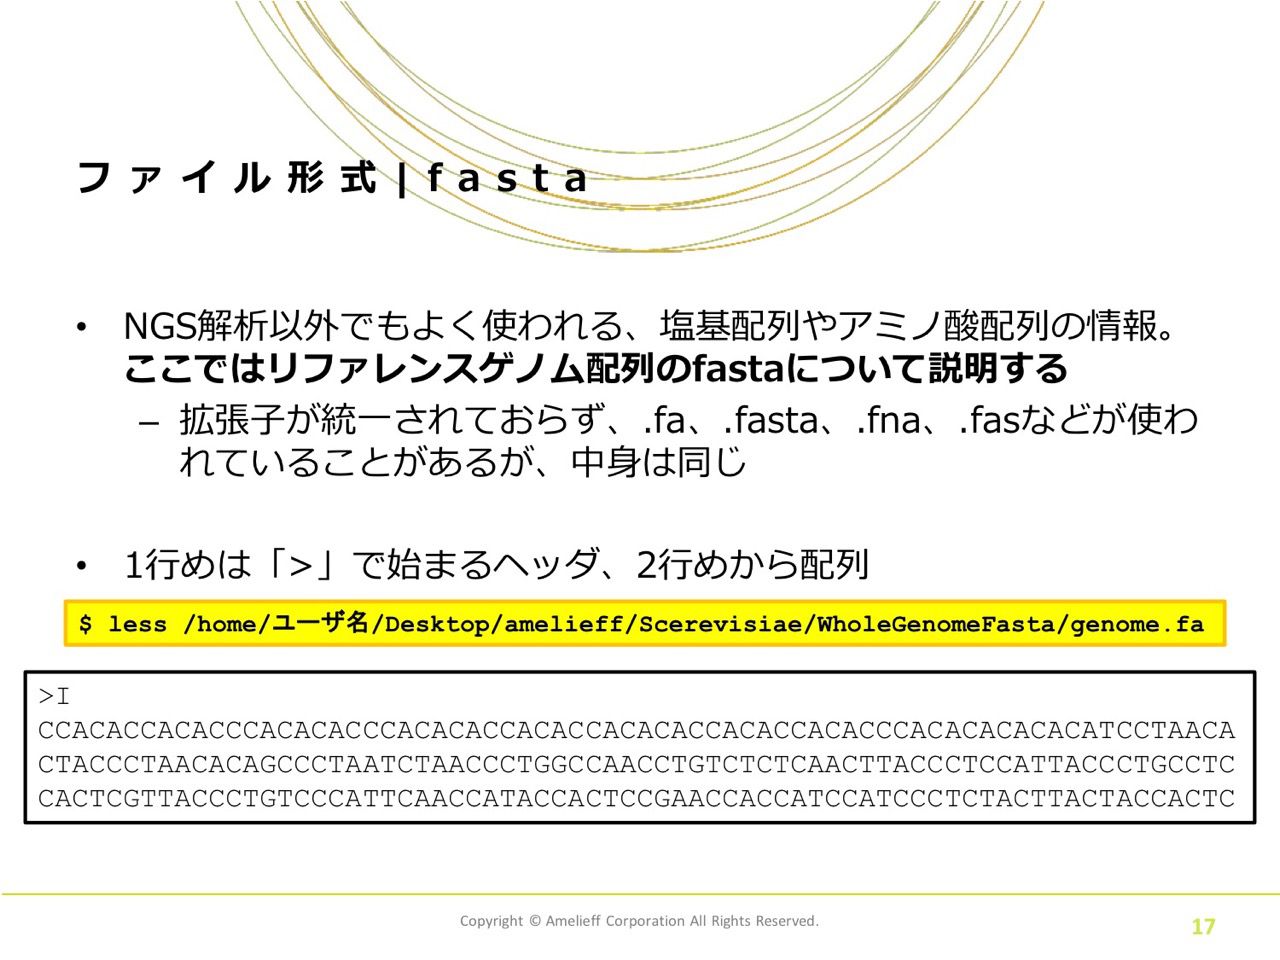 ファイル形式|fasta
• NGS解析以外でもよく使われる、塩基配列やアミノ酸配列の情報。
ここではリファレンスゲノム配列のfastaについて説明する
– 拡張子が統一されておらず、.fa、.fasta、.fna、.fasなどが使わ
れていることがあるが、中身は同じ
• 1行めは「>」で始まるヘッダ、2行めから配列
$ less /home/ユーザ名/Desktop/amelieff/Scerevisiae/WholeGenomeFasta/genome.fa
>I
CCACACCACACCCACACACCCACACACCACACCACACACCACACCACACCCACACACACACATCCTAACA
CTACCCTAACACAGCCCTAATCTAACCCTGGCCAACCTGTCTCTCAACTTACCCTCCATTACCCTGCCTC
CACTCGTTACCCTGTCCCATTCAACCATACCACTCCGAACCACCATCCATCCCTCTACTTACTACCACTC
Copyright © Amelieff Corporation All Rights Reserved.
17